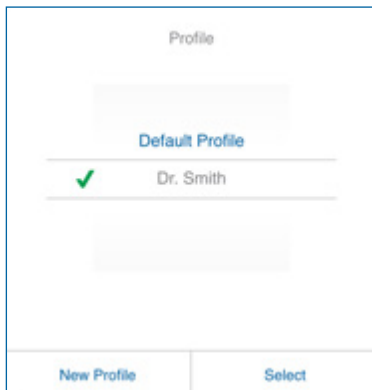 Profile
Default Profile
Dr. Smith
New Profile Select